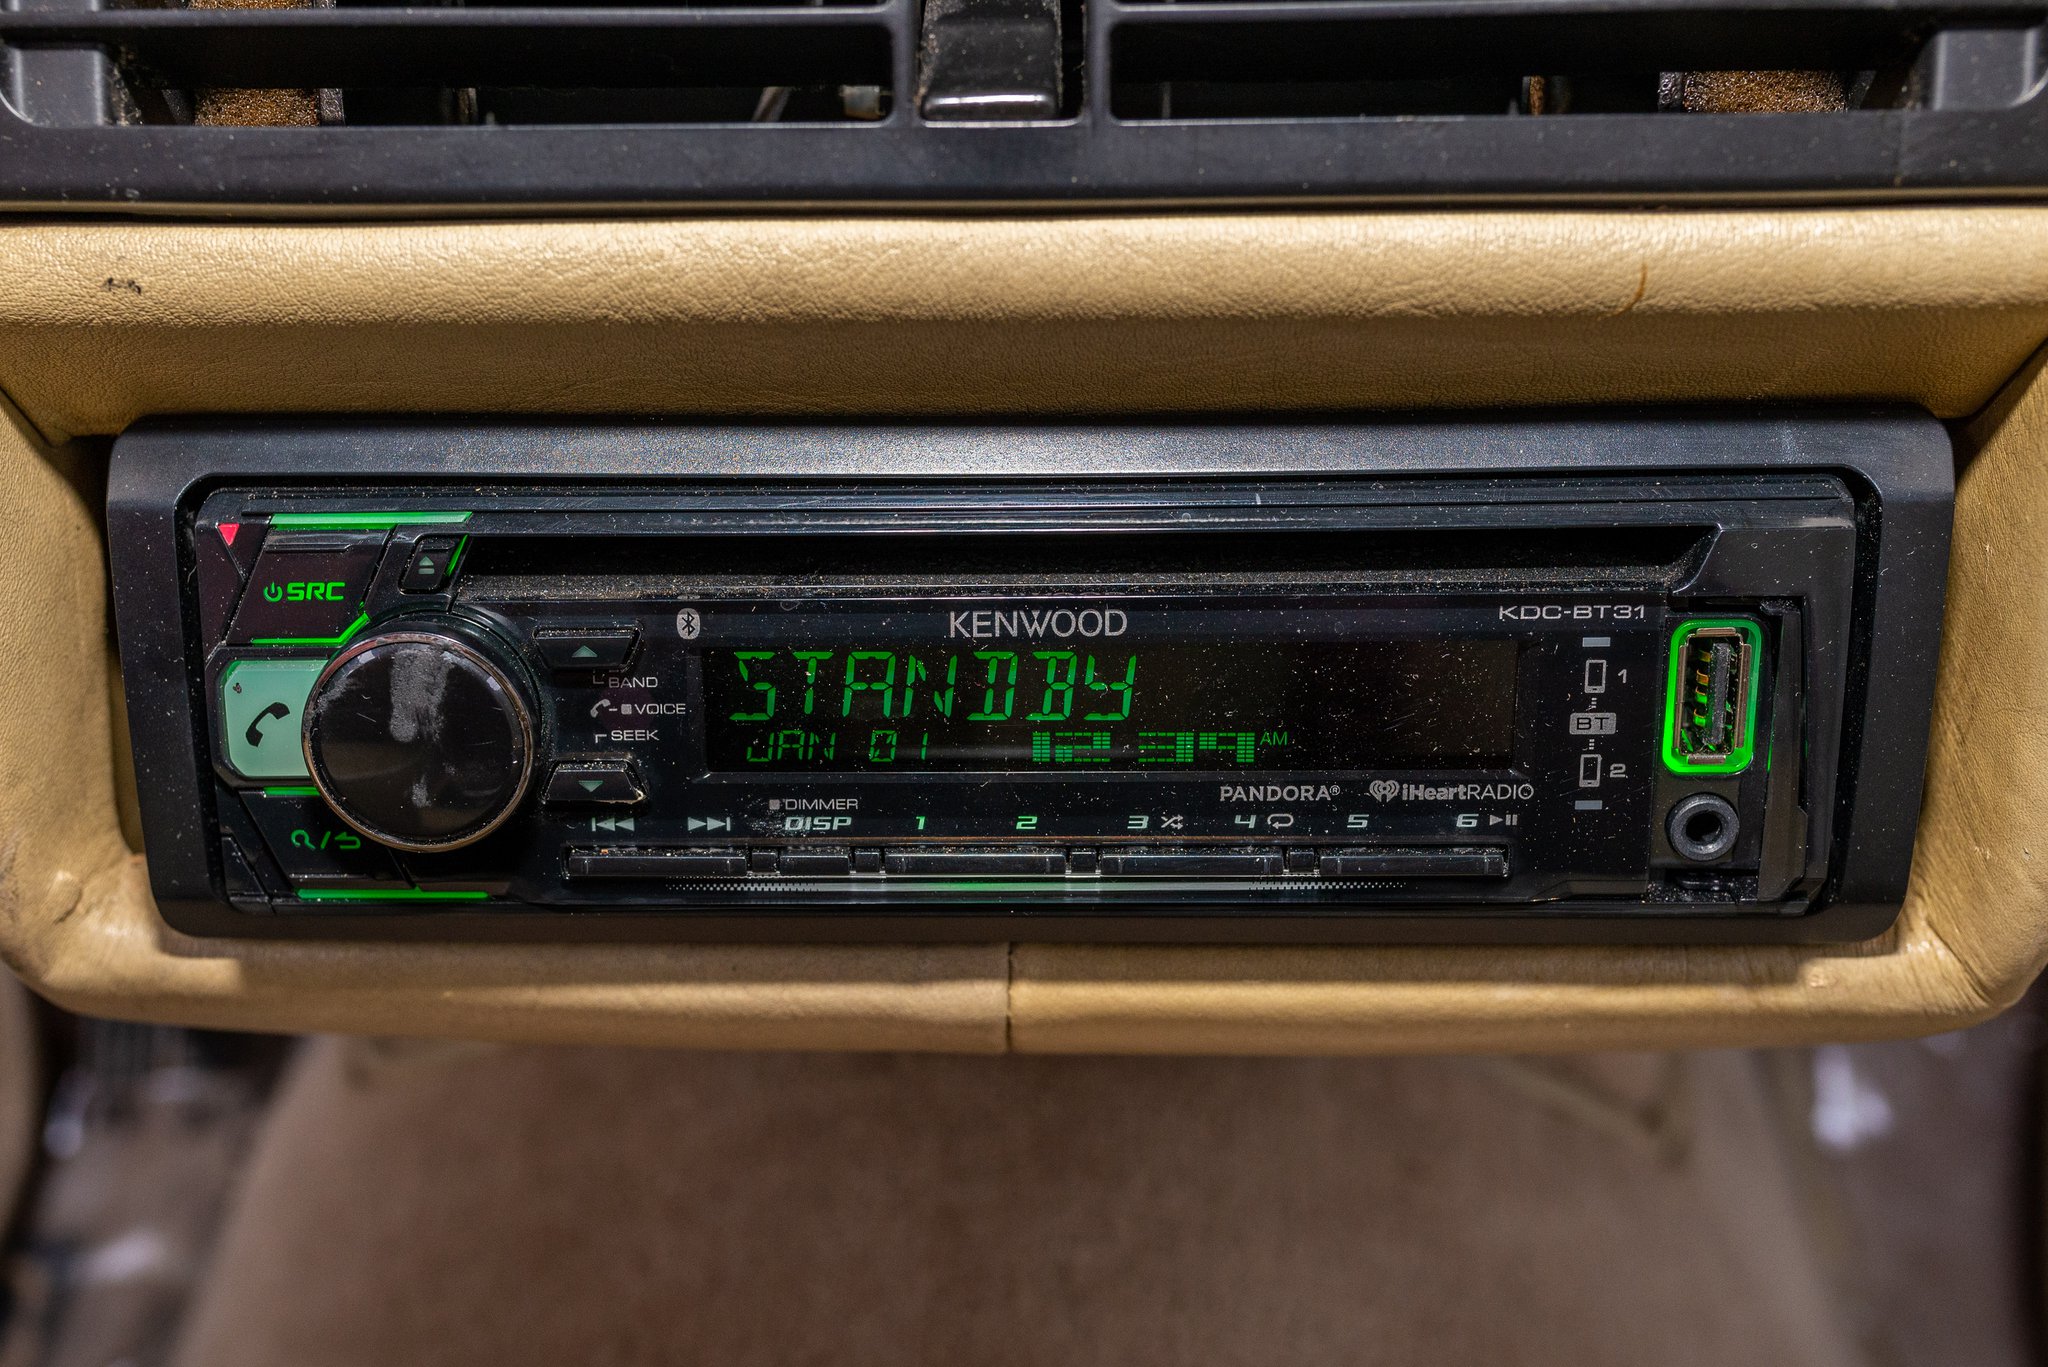 KENWOOD
KDC-BT31
SRC
STANDBY
BAND
VOICE
SEEK
JAN 01 12:39 AM
1
BT
2
PANDORA®
iHeartRADIO
DIMMER
DISP 1 2 3 4 5 6